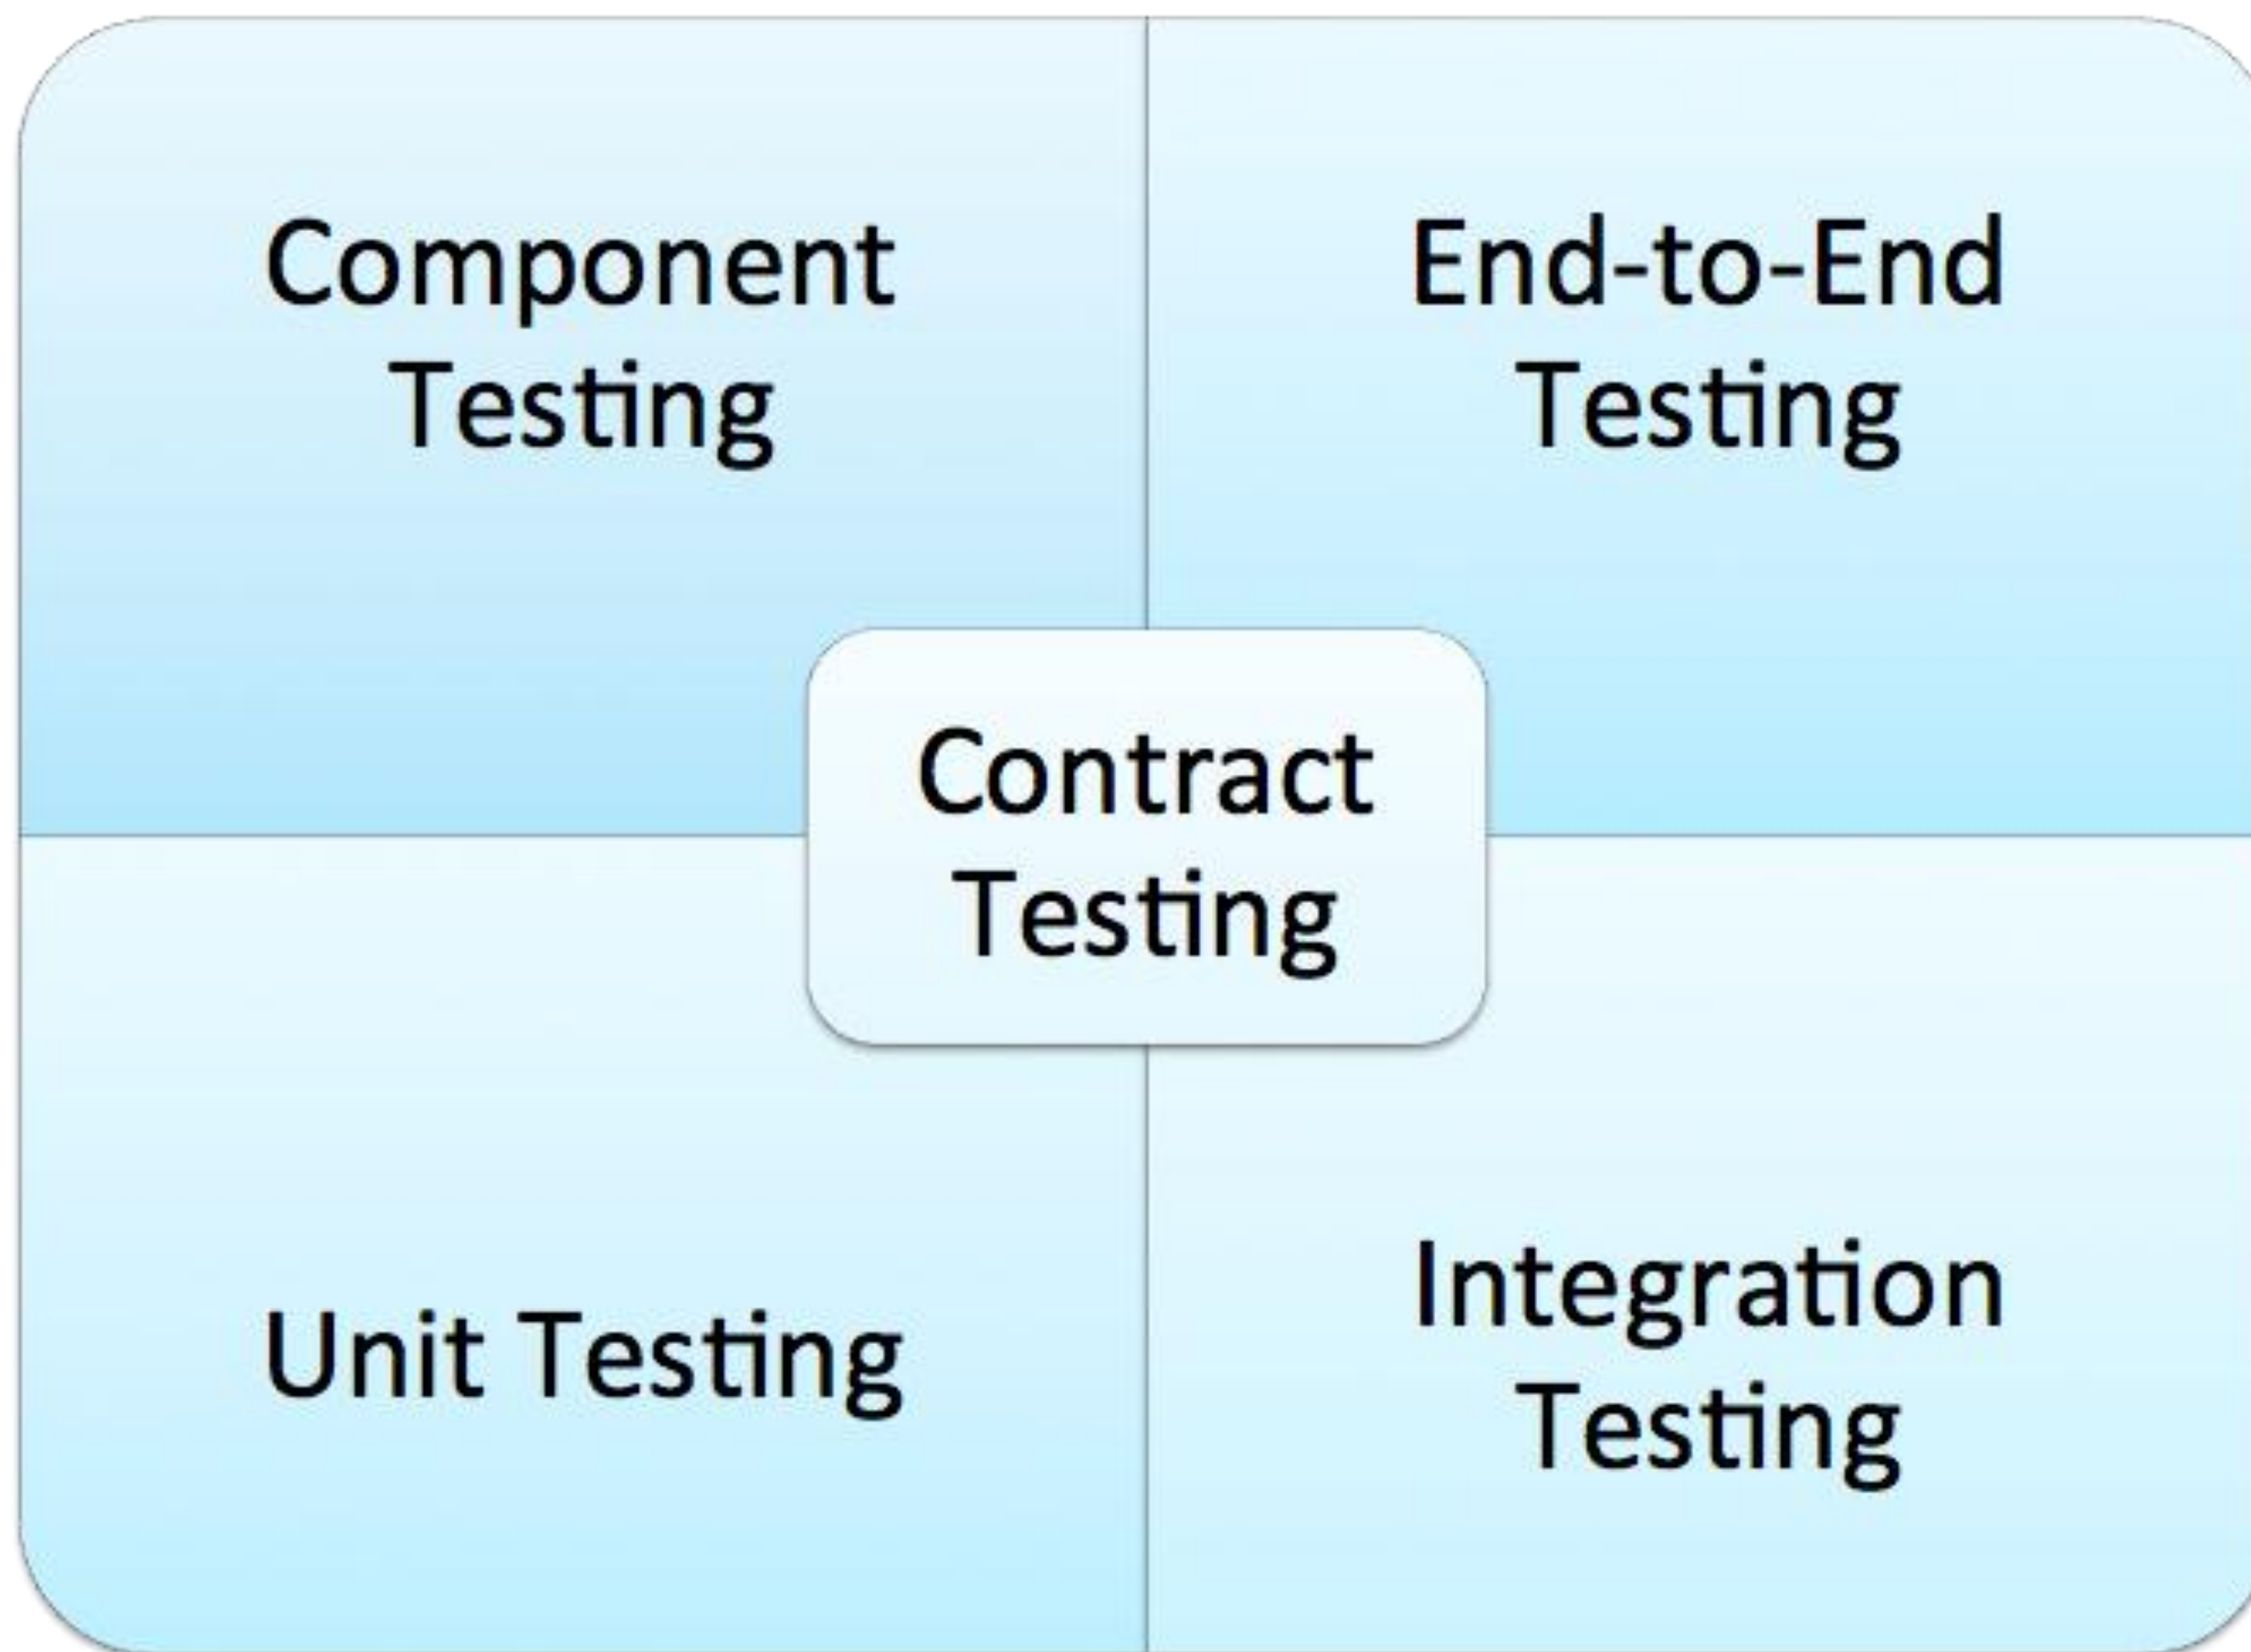 Component
Testing
End-to-End
Testing
Contract
Testing
Unit Testing
Integration
Testing